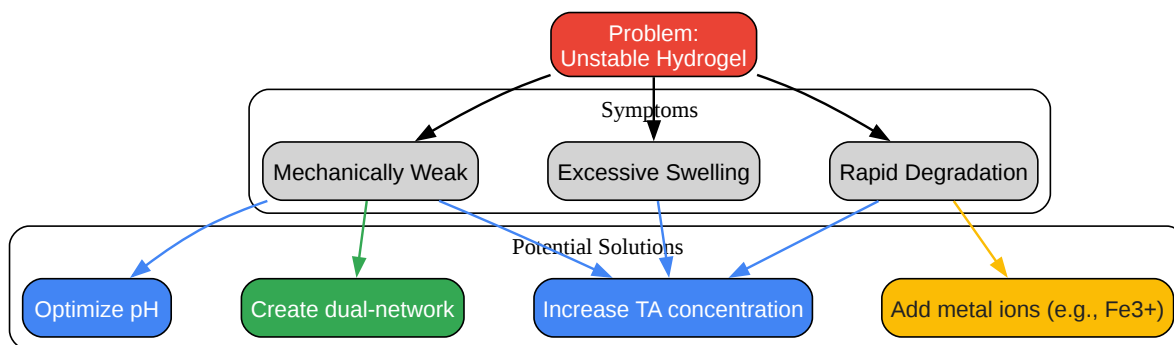 Problem:
Unstable Hydrogel
Symptoms
Mechanically Weak
Excessive Swelling
Rapid Degradation
Potential Solutions
Optimize pH
Create dual-network
Increase TA concentration
Add metal ions (e.g., Fe3+)